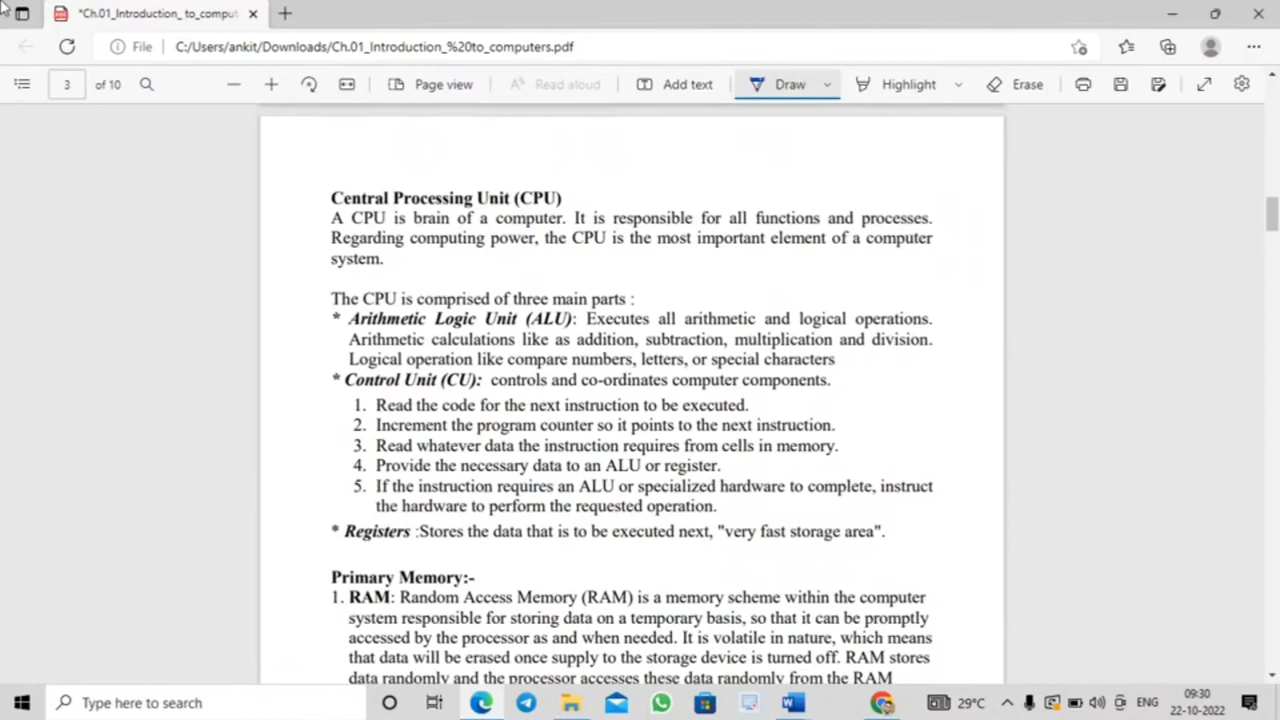 *Ch.01_Introduction_ to_comput
File
C:/Users/ankit/Downloads/Ch.01_Introduction_%20to_computers.pdf
3 of 10
Page view
Read aloud
Add text
Draw
Highlight
Erase
Central Processing Unit (CPU)
A CPU is brain of a computer. It is responsible for all functions and processes.
Regarding computing power, the CPU is the most important element of a computer
system.
The CPU is comprised of three main parts :
* Arithmetic Logic Unit (ALU): Executes all arithmetic and logical operations.
Arithmetic calculations like as addition, subtraction, multiplication and division.
Logical operation like compare numbers, letters, or special characters
* Control Unit (CU): controls and co-ordinates computer components.
1. Read the code for the next instruction to be executed.
2. Increment the program counter so it points to the next instruction.
3. Read whatever data the instruction requires from cells in memory.
4. Provide the necessary data to an ALU or register.
5. If the instruction requires an ALU or specialized hardware to complete, instruct
the hardware to perform the requested operation.
* Registers :Stores the data that is to be executed next, "very fast storage area".
Primary Memory:-
1. RAM: Random Access Memory (RAM) is a memory scheme within the computer
system responsible for storing data on a temporary basis, so that it can be promptly
accessed by the processor as and when needed. It is volatile in nature, which means
that data will be erased once supply to the storage device is turned off. RAM stores
data randomly and the processor accesses these data randomly from the RAM
Type here to search
29°C
ENG
09:30
22-10-2022